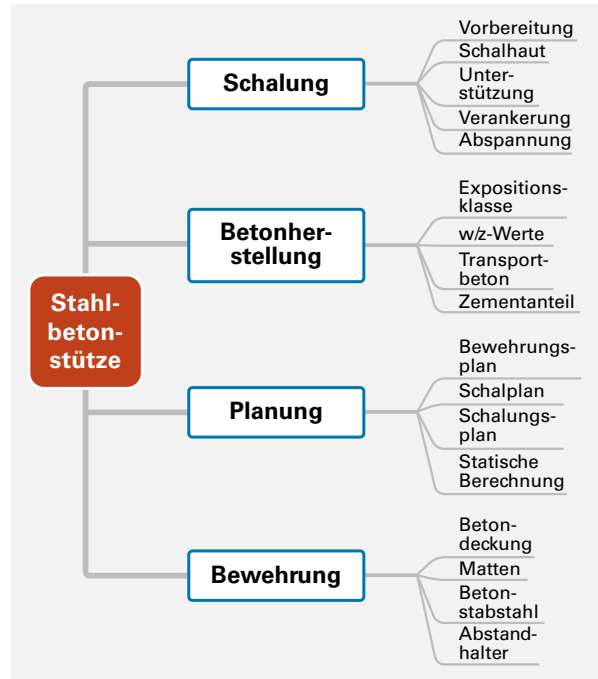 Stahl-
beton-
stütze
Schalung
Vorbereitung
Schalhaut
Unter-
stützung
Verankerung
Abspannung
Betonher-
stellung
Expositions-
klasse
w/z-Werte
Transport-
beton
Zementanteil
Planung
Bewehrungs-
plan
Schalplan
Schalungs-
plan
Statische
Berechnung
Bewehrung
Beton-
deckung
Matten
Beton-
stabstahl
Abstand-
halter